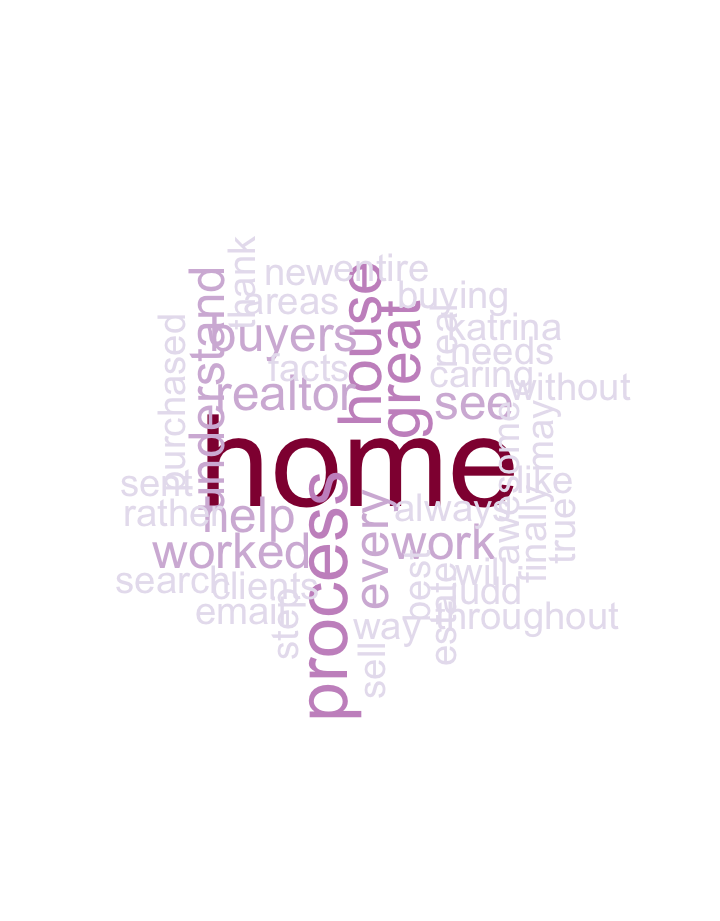 thank
new
entire
understand
areas
house
buying
buyers
great
real
katrina
purchased
facts
needs
caring
realtor
see
without
home
awesome
may
sent
like
rather
help
process
every
always
finally
true
worked
work
search
clients
best
will
judd
email
step
estate
way
throughout
sell